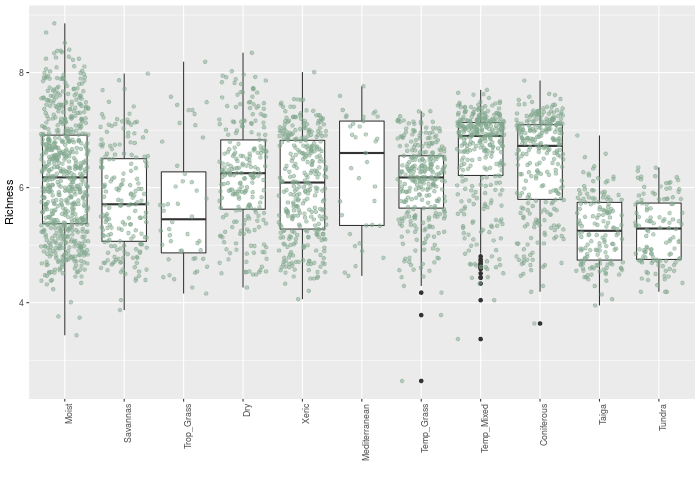 Richness
8
6
4
Moist
Savannas
Trop_Grass
Dry
Xeric
Mediterranean
Temp_Grass
Temp_Mixed
Coniferous
Taiga
Tundra